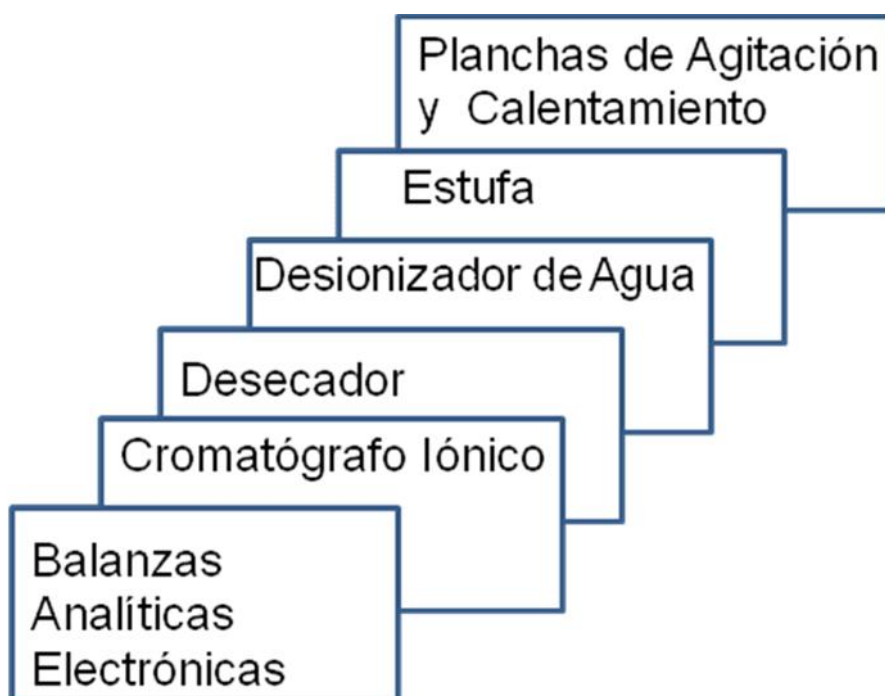 Planchas de Agitación
y Calentamiento
Estufa
Desionizador de Agua
Desecador
Cromatógrafo Iónico
Balanzas
Analíticas
Electrónicas